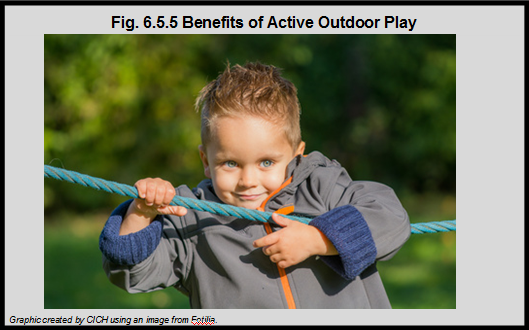 Fig. 6.5.5 Benefits of Active Outdoor Play
Graphic created by CICH using an image from Fotilia.